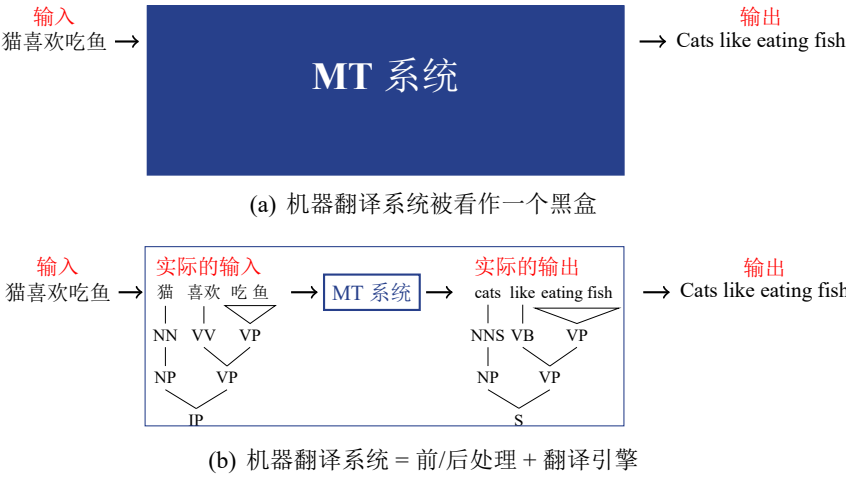 输入
输出
猫喜欢吃鱼
MT 系统
Cats like eating fish
(a) 机器翻译系统被看作一个黑盒
输入
实际的输入
实际的输出
输出
猫喜欢吃鱼
猫 喜欢 吃 鱼
MT 系统
cats like eating fish
Cats like eating fish
NN VV VP
NNS VB VP
NP VP
NP VP
IP
S
(b) 机器翻译系统 = 前/后处理 + 翻译引擎